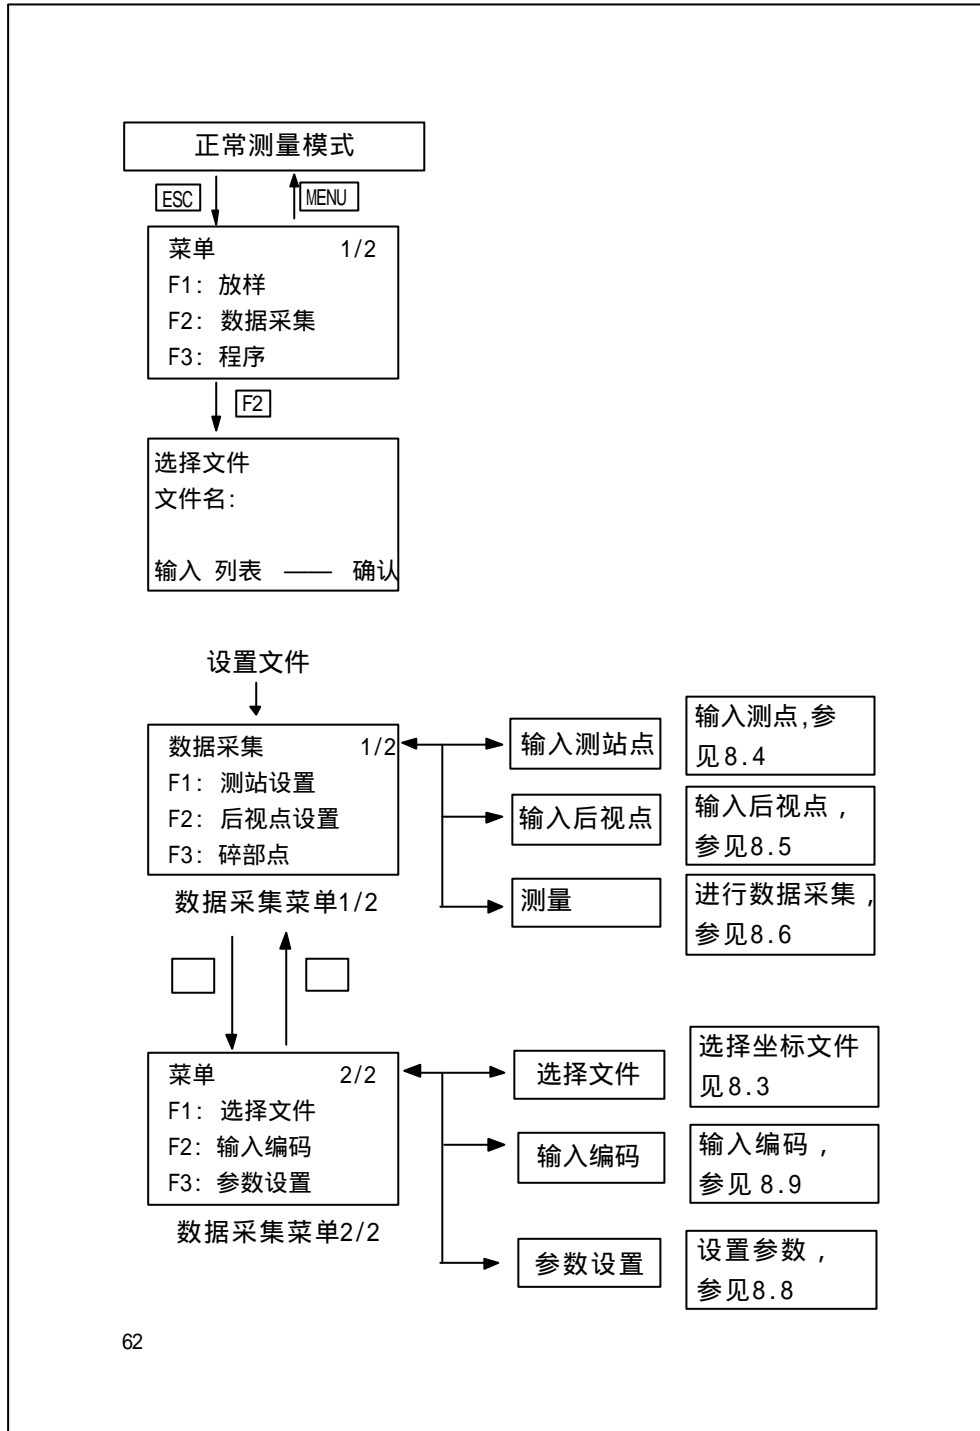 正常测量模式
ESC MENU
菜单 1/2
F1: 放样
F2: 数据采集
F3: 程序
F2
选择文件
文件名:
输入 列表 —— 确认
设置文件
数据采集 1/2
F1: 测站设置
F2: 后视点设置
F3: 碎部点
数据采集菜单1/2
输入测站点
输入测点,参
见8.4
输入后视点
输入后视点,
参见8.5
测量
进行数据采集,
参见8.6
菜单 2/2
F1: 选择文件
F2: 输入编码
F3: 参数设置
数据采集菜单2/2
选择文件
选择坐标文件
见8.3
输入编码
输入编码,
参见 8.9
参数设置
设置参数,
参见8.8
62